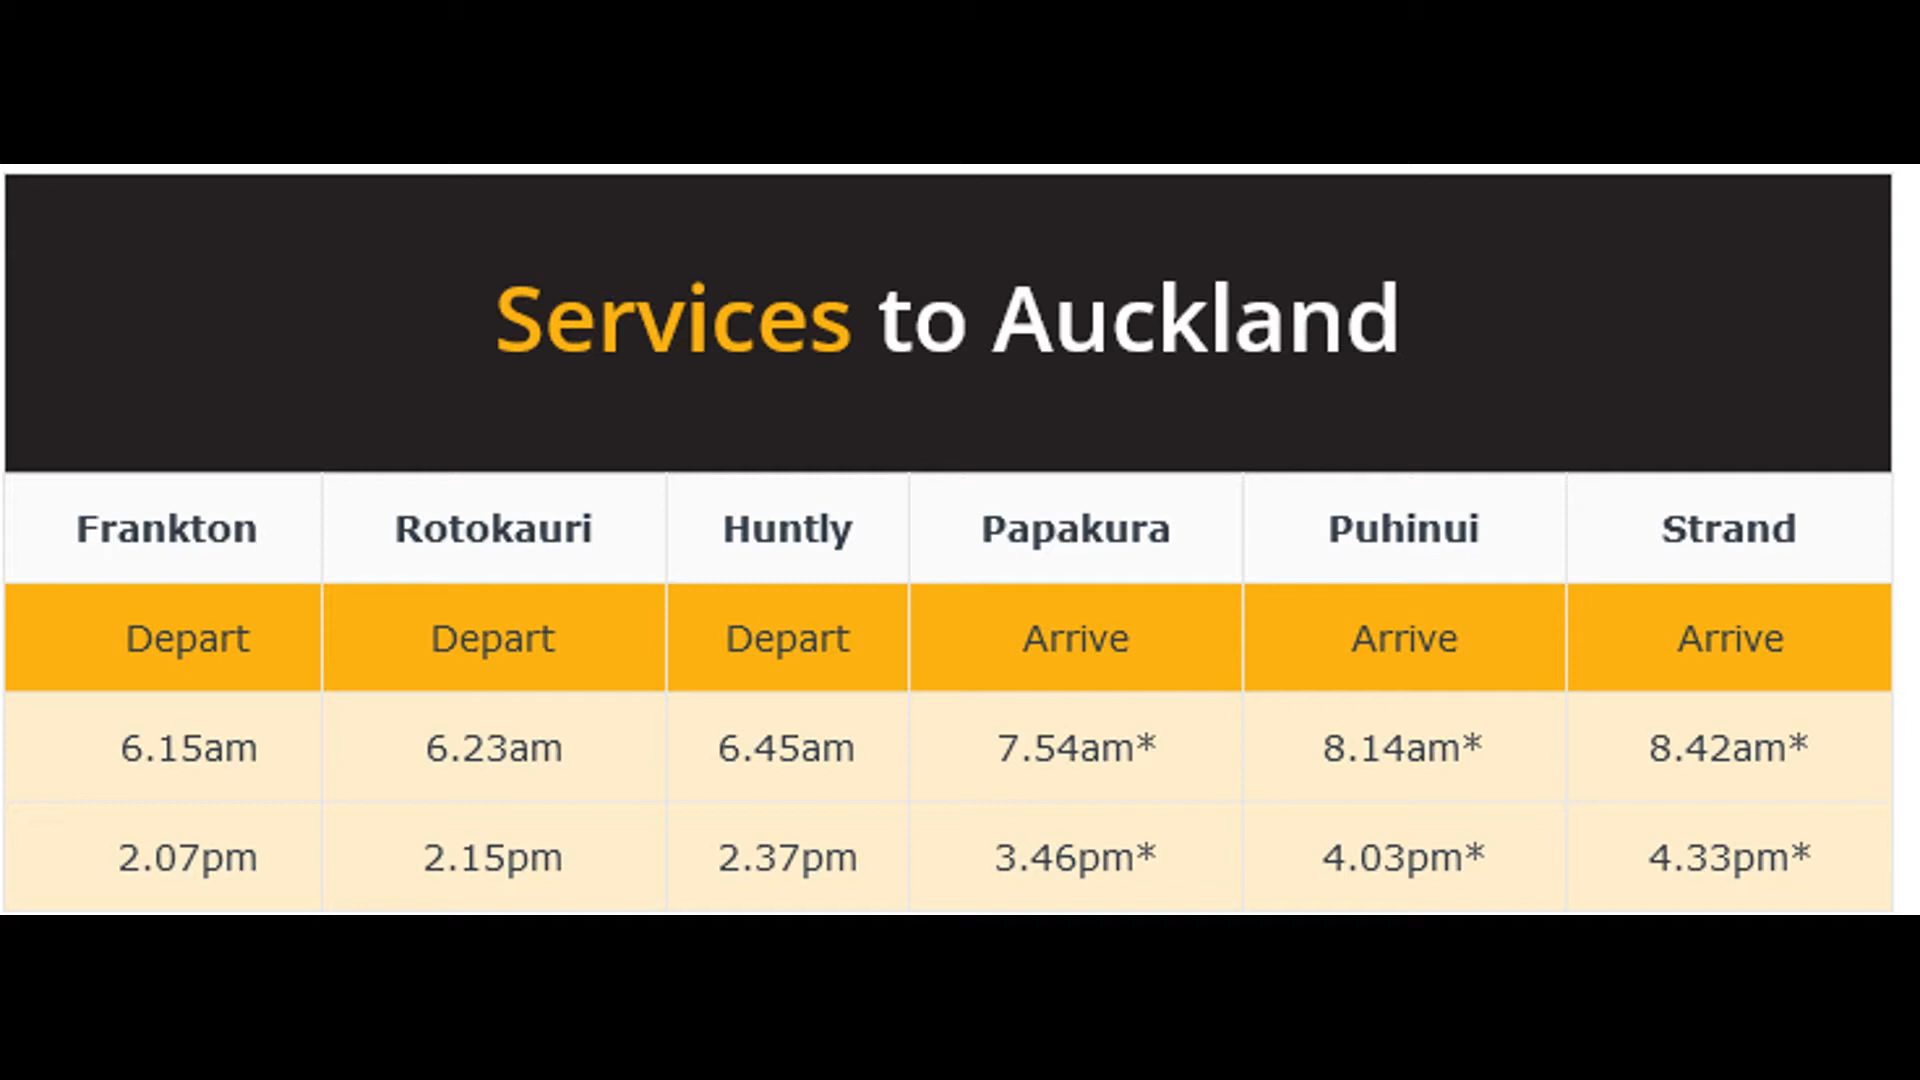 Services to Auckland
Frankton Rotokauri Huntly Papakura Puhinui Strand
Depart Depart Depart Arrive Arrive Arrive
6.15am 6.23am 6.45am 7.54am* 8.14am* 8.42am*
2.07pm 2.15pm 2.37pm 3.46pm* 4.03pm* 4.33pm*